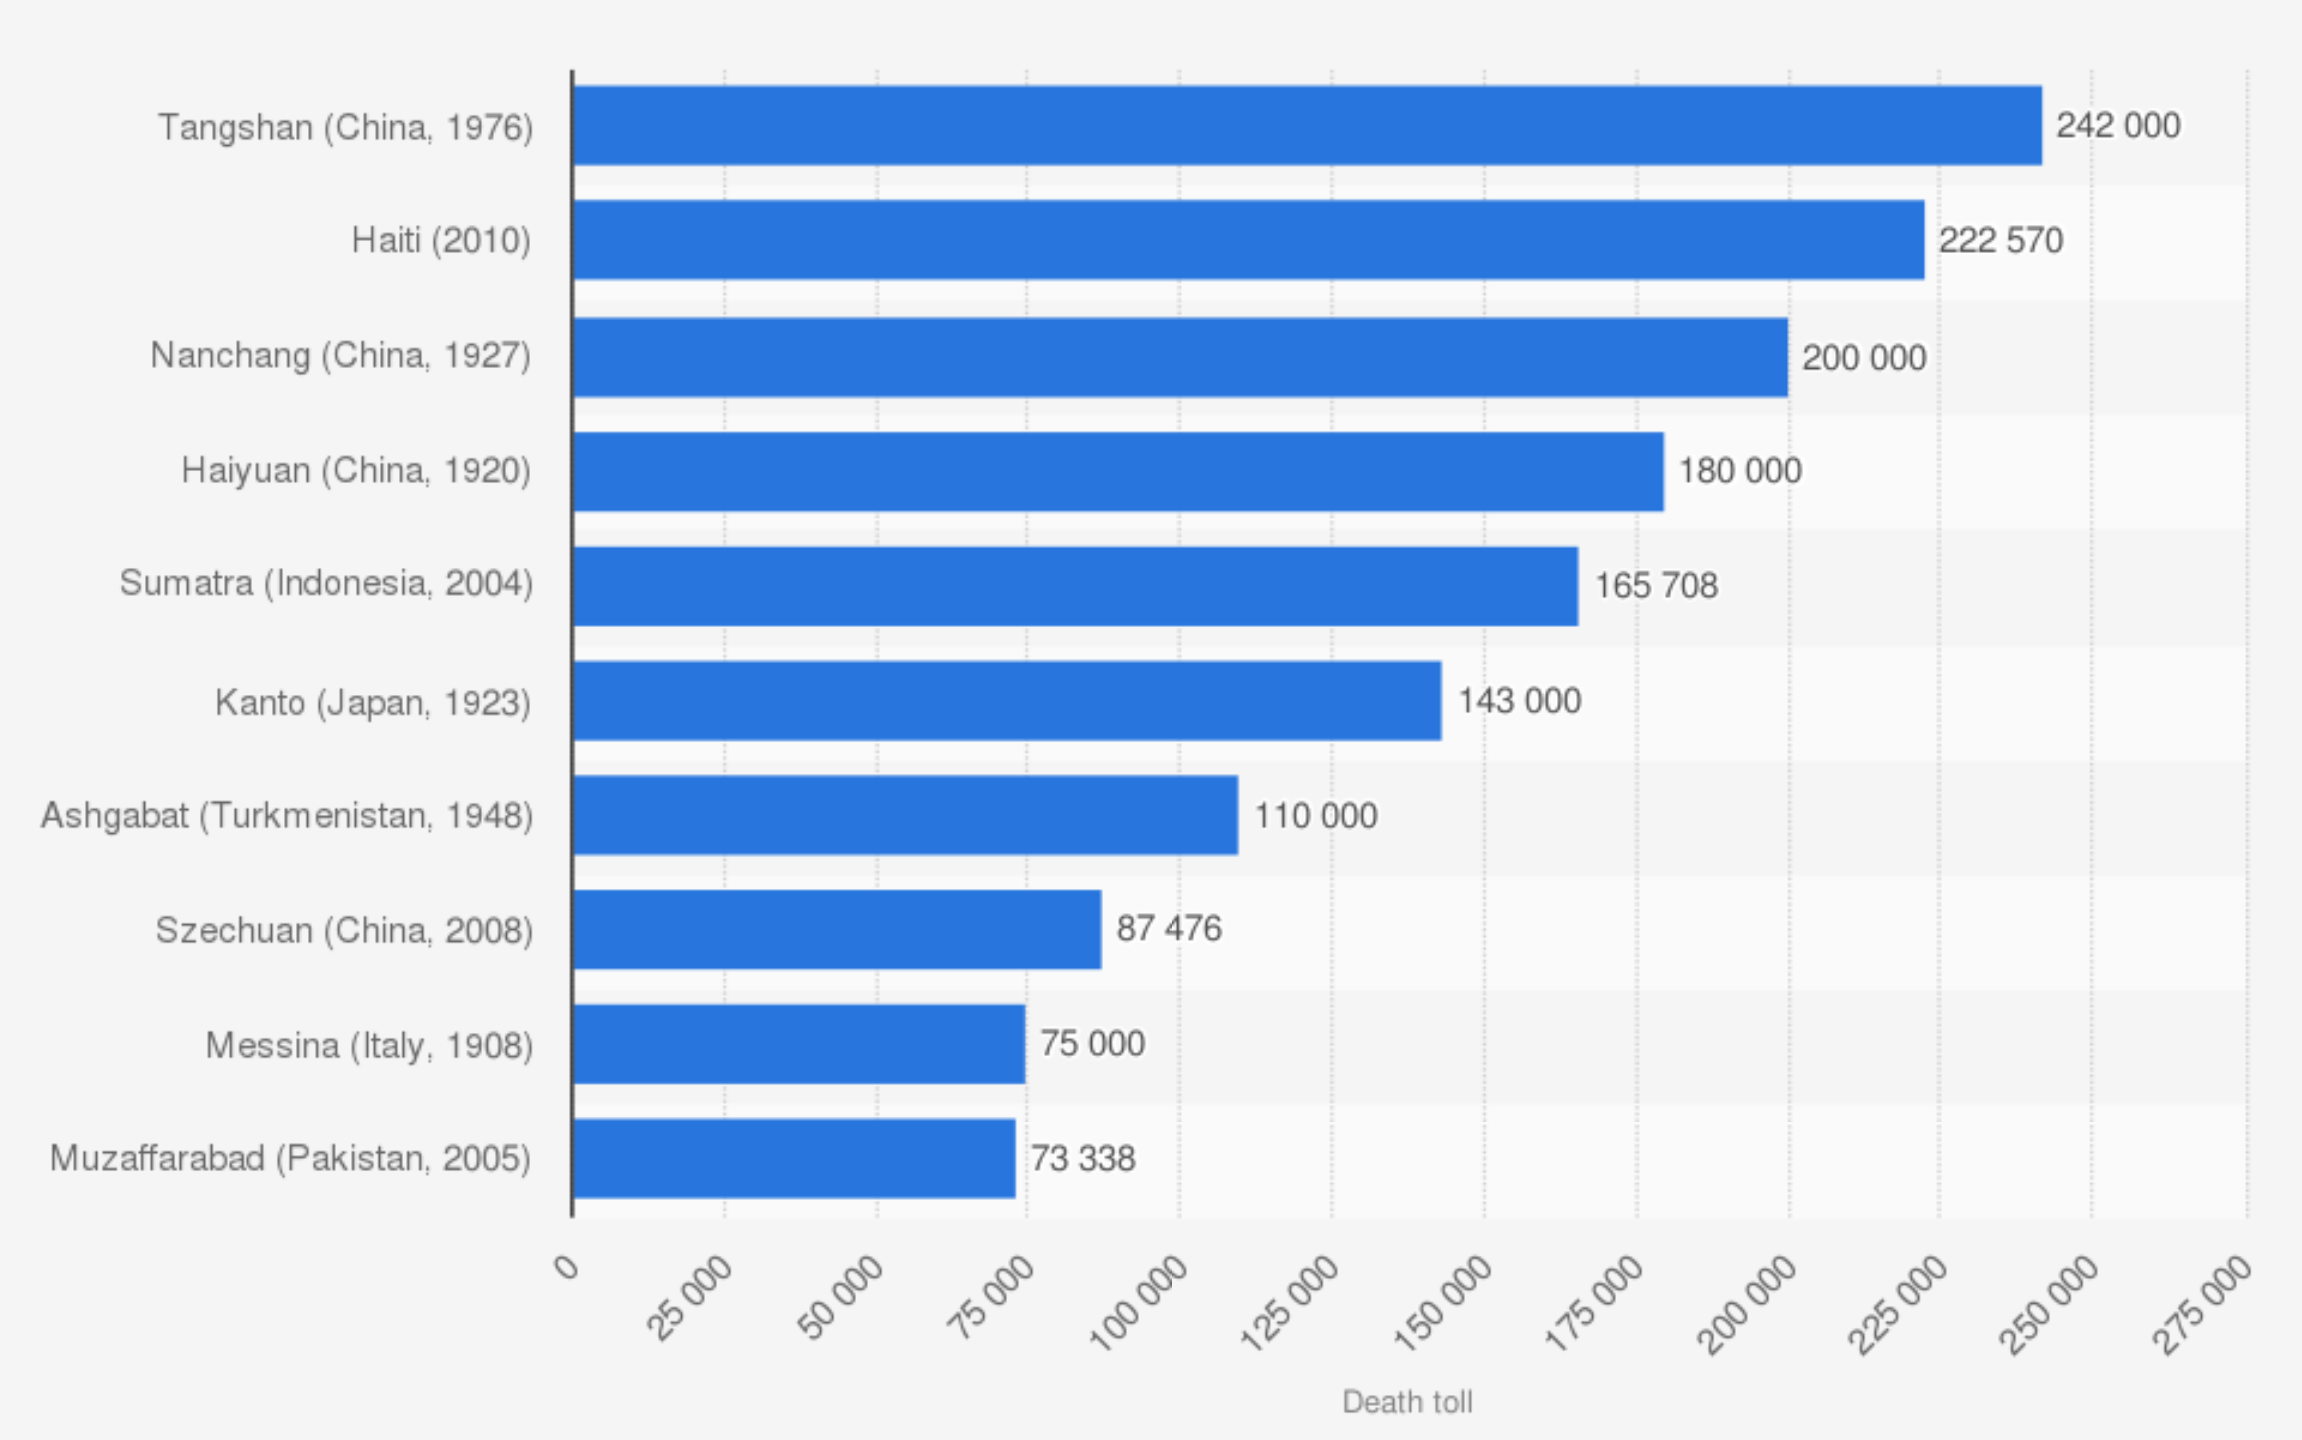 Tangshan (China, 1976)
242 000
Haiti (2010)
222 570
Nanchang (China, 1927)
200 000
Haiyuan (China, 1920)
180 000
Sumatra (Indonesia, 2004)
165 708
Kanto (Japan, 1923)
143 000
Ashgabat (Turkmenistan, 1948)
110 000
Szechuan (China, 2008)
87 476
Messina (Italy, 1908)
75 000
Muzaffarabad (Pakistan, 2005)
73 338
0
25 000
50 000
75 000
100 000
125 000
150 000
175 000
200 000
225 000
250 000
275 000
Death toll